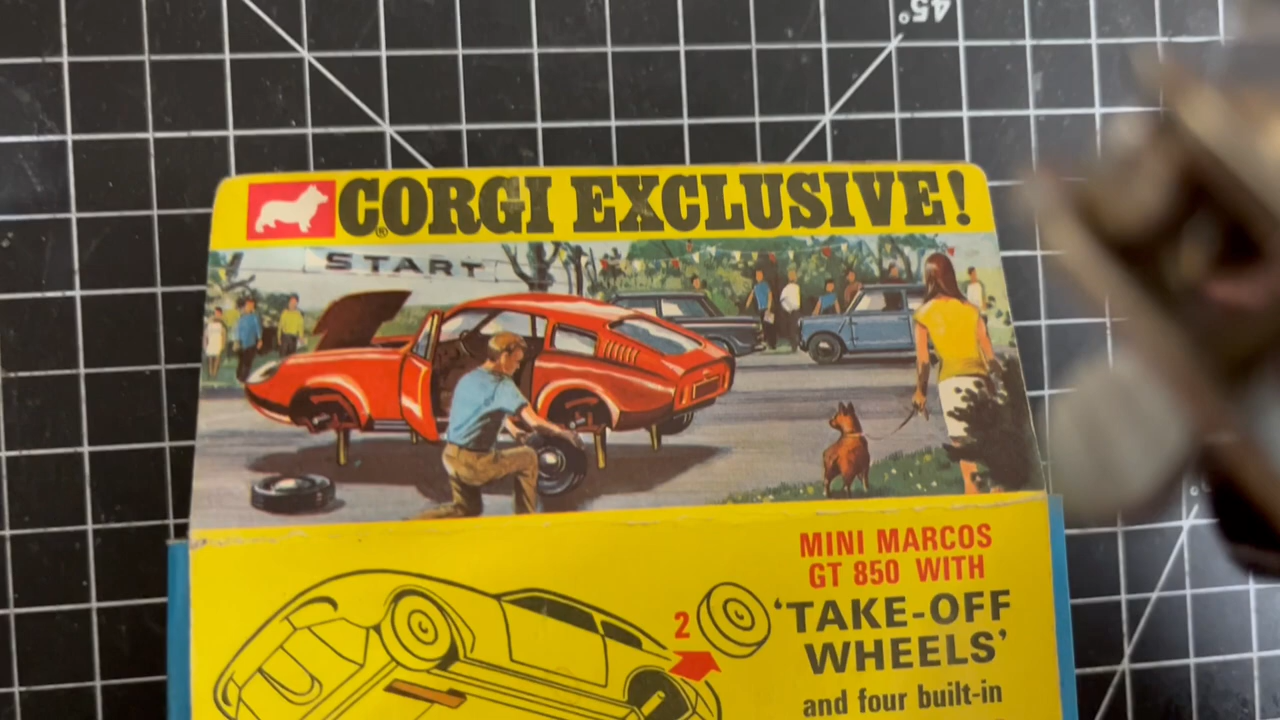 45°
CORGI EXCLUSIVE!
®
START
MINI MARCOS
GT 850 WITH
2
'TAKE-OFF
WHEELS'
and four built-in